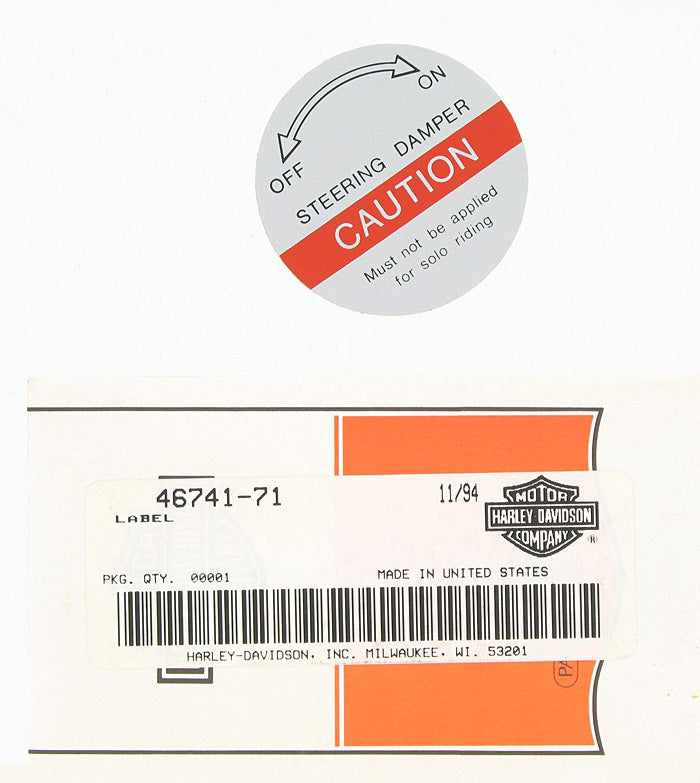 ON
OFF
STEERING DAMPER
CAUTION
Must not be applied
for solo riding
46741-71
11/94
LABEL
MOTOR
HARLEY-DAVIDSON
COMPANY
®
PKG. QTY. 00001
MADE IN UNITED STATES
HARLEY-DAVIDSON, INC. MILWAUKEE, WI. 53201